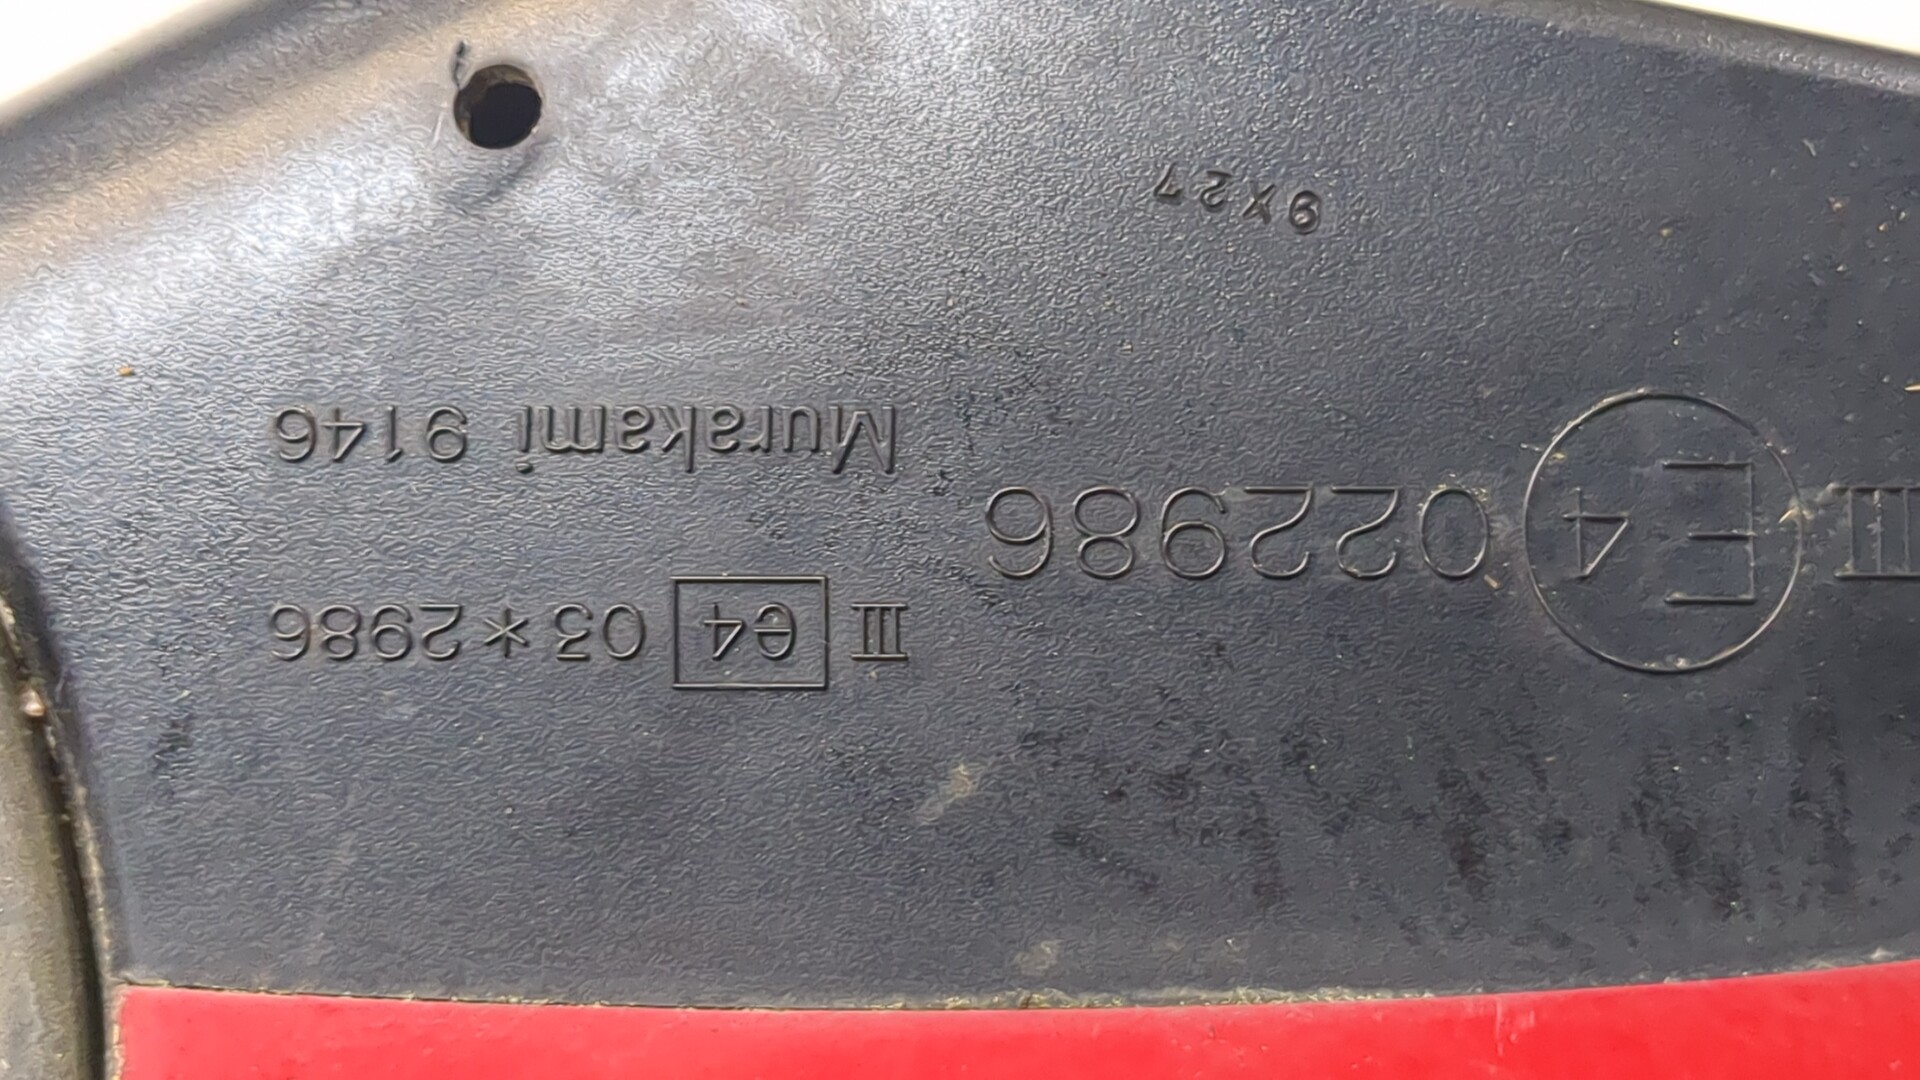 III E4 022986
III e4 03*2986
Murakami 9146
9X27